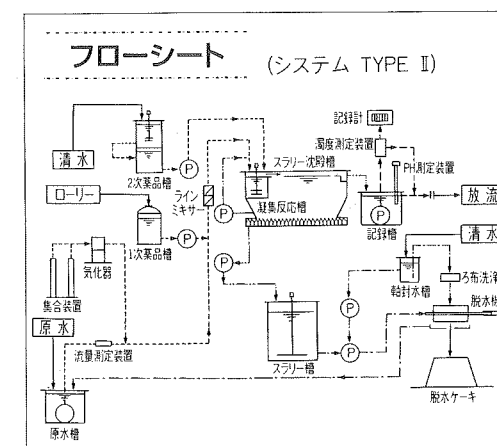 フローシート
(システム TYPE Ⅱ)
記録計
濁度測定装置
清水
2次薬品槽
P
スラリー沈殿槽
PH測定装置
ローリー
ライン
ミキサー
P
凝集反応槽
P
放流
1次薬品槽
P
記録槽
清水
気化器
P
軸封水槽
ろ布洗浄
集合装置
P
脱水機
原水
流量測定装置
スラリー槽
P
原水槽
脱水ケーキ